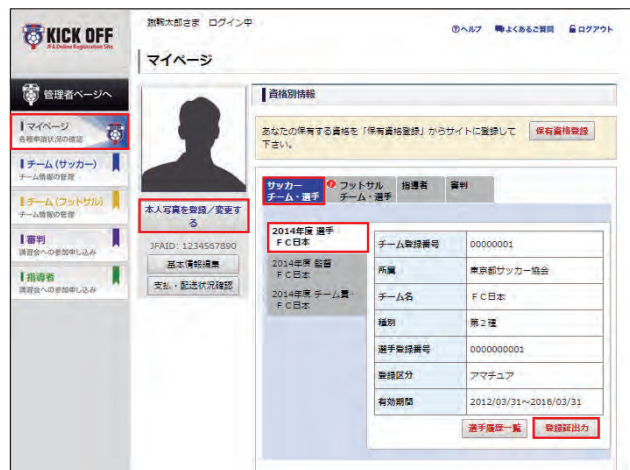 KICK OFF
JFA Online Registration Site
蹴鞠太郎さま ログイン中
ヘルプ
よくあるご質問
ログアウト
マイページ
管理者ページへ
マイページ
各種申請状況の確認
チーム(サッカー)
チーム情報の管理
チーム(フットサル)
チーム情報の管理
審判
講習会への参加申し込み
指導者
講習会への参加申し込み
本人写真を登録/変更す
る
JFAID: 1234567890
基本情報編集
支払・配送状況確認
資格別情報
あなたの保有する資格を「保有資格登録」からサイトに登録して
下さい。
保有資格登録
サッカー
チーム・選手
フットサル
チーム・選手
指導者
審判
2014年度 選手
FC日本
2014年度 監督
FC日本
2014年度 チーム責
FC日本
チーム登録番号 00000001
所属 東京都サッカー協会
チーム名 FC日本
種別 第2種
選手登録番号 0000000001
登録区分 アマチュア
有効期間 2012/03/31~2016/03/31
選手履歴一覧
登録証出力